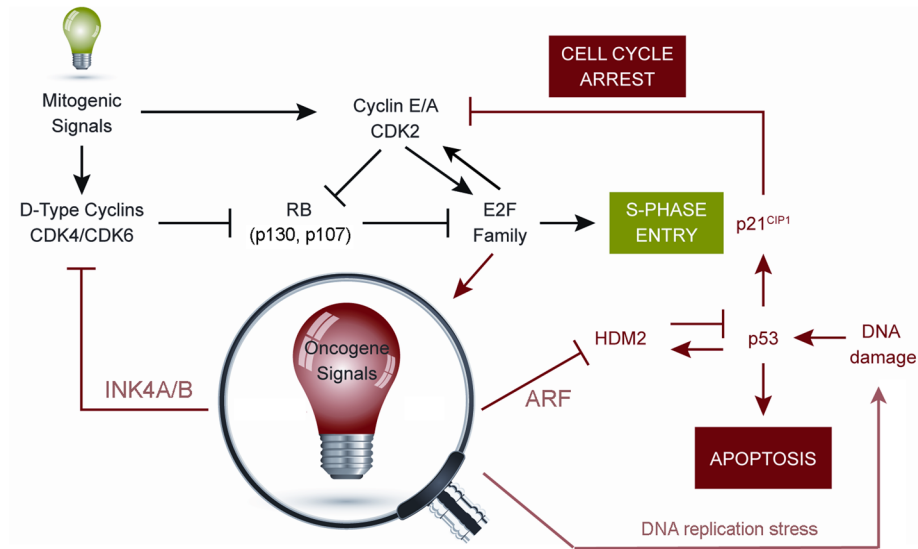 CELL CYCLE
ARREST
Mitogenic
Signals
Cyclin E/A
CDK2
D-Type Cyclins
CDK4/CDK6
RB
(p130, p107)
E2F
Family
S-PHASE
ENTRY
p21CIP1
Oncogene
Signals
HDM2
p53
DNA
damage
INK4A/B
ARF
APOPTOSIS
DNA replication stress